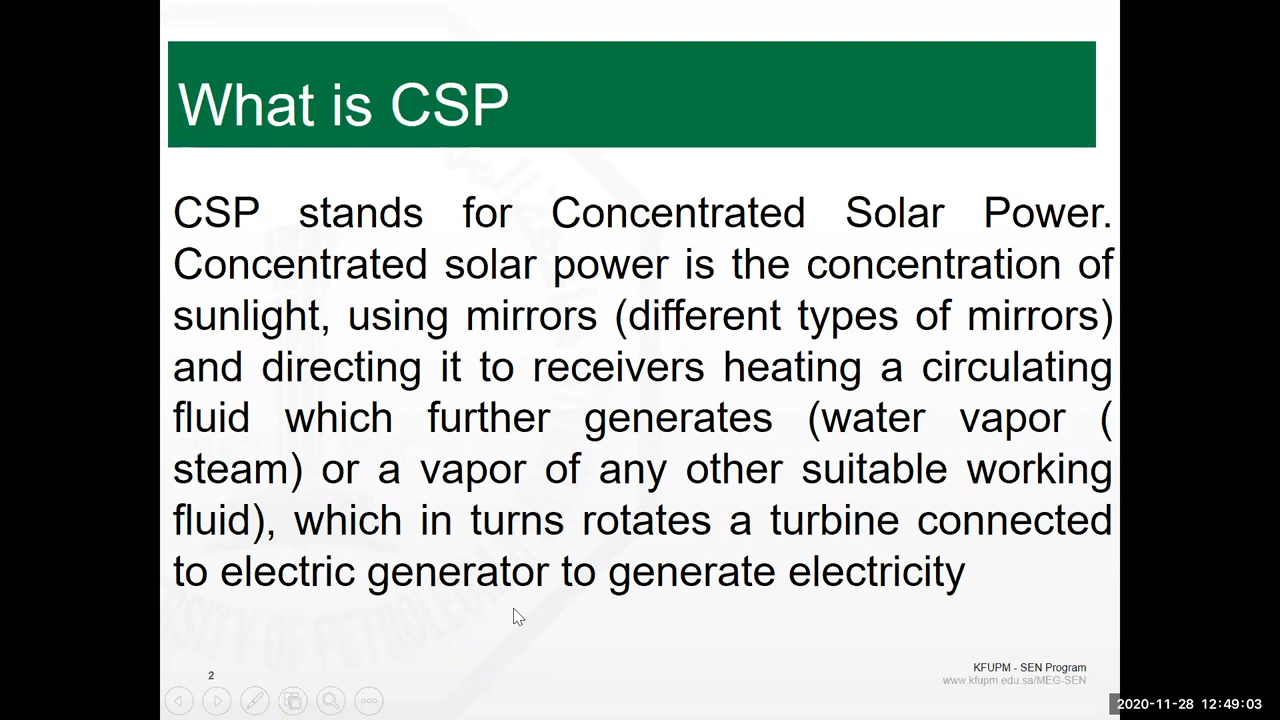 What is CSP
CSP stands for Concentrated Solar Power.
Concentrated solar power is the concentration of
sunlight, using mirrors (different types of mirrors)
and directing it to receivers heating a circulating
fluid which further generates (water vapor (
steam) or a vapor of any other suitable working
fluid), which in turns rotates a turbine connected
to electric generator to generate electricity
2
KFUPM - SEN Program
www.kfupm.edu.sa/MEG-SEN
2020-11-28 12:49:03